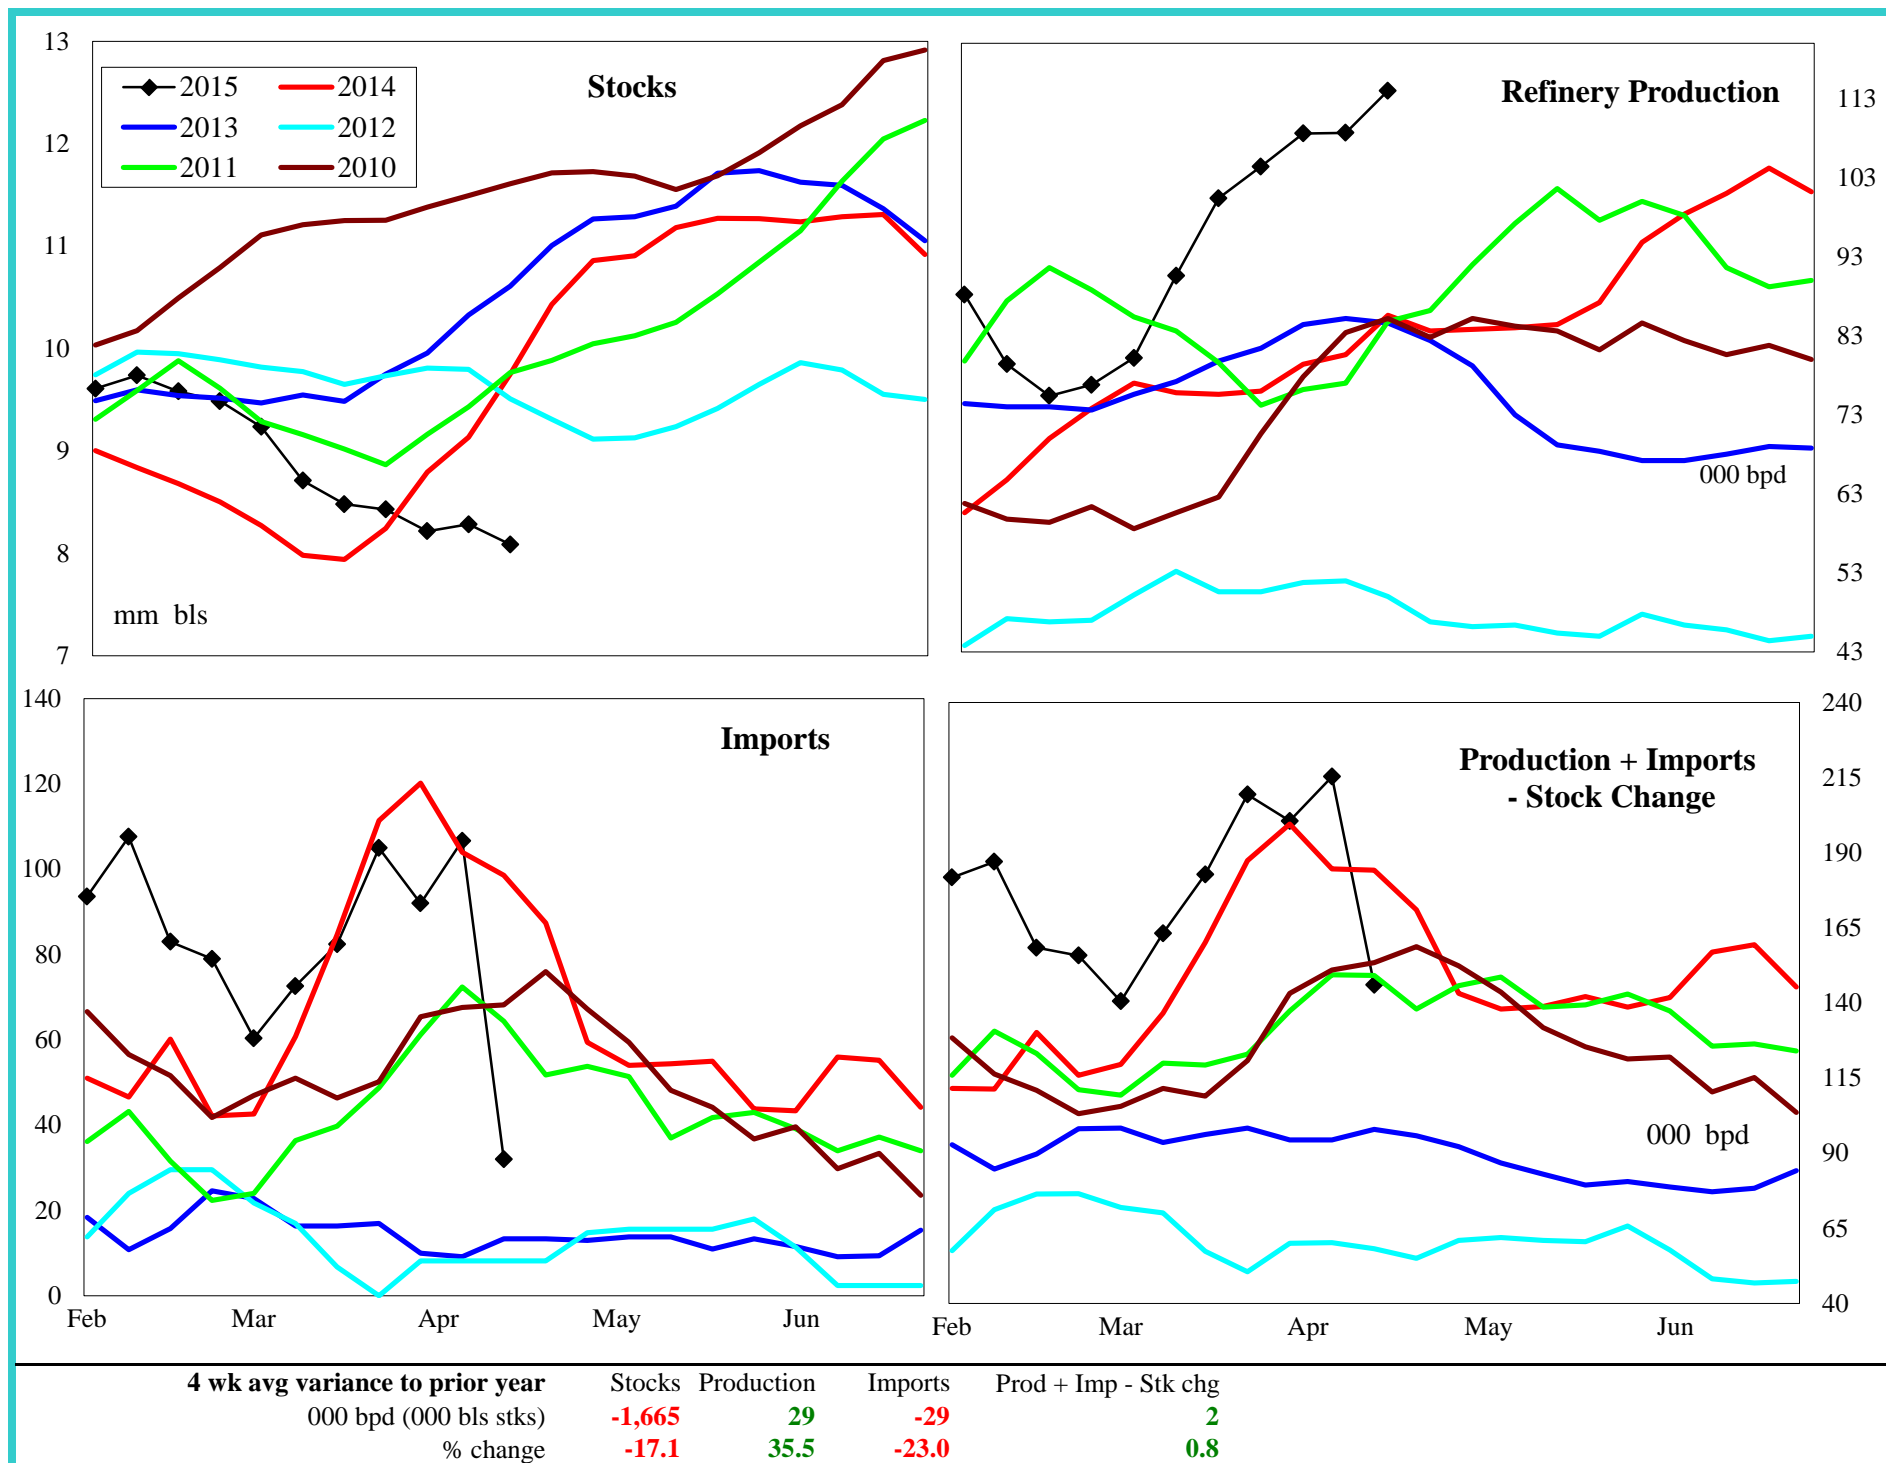 Stocks
2015
2014
2013
2012
2011
2010
13
12
11
10
9
8
7
mm bls
Refinery Production
113
103
93
83
73
63
53
43
000 bpd
Imports
140
120
100
80
60
40
20
0
Feb
Mar
Apr
May
Jun
Production + Imports
- Stock Change
240
215
190
165
140
115
90
65
40
000 bpd
Feb
Mar
Apr
May
Jun
4 wk avg variance to prior year Stocks Production Imports Prod + Imp - Stk chg
000 bpd (000 bls stks) -1,665 29 -29 2
% change -17.1 35.5 -23.0 0.8